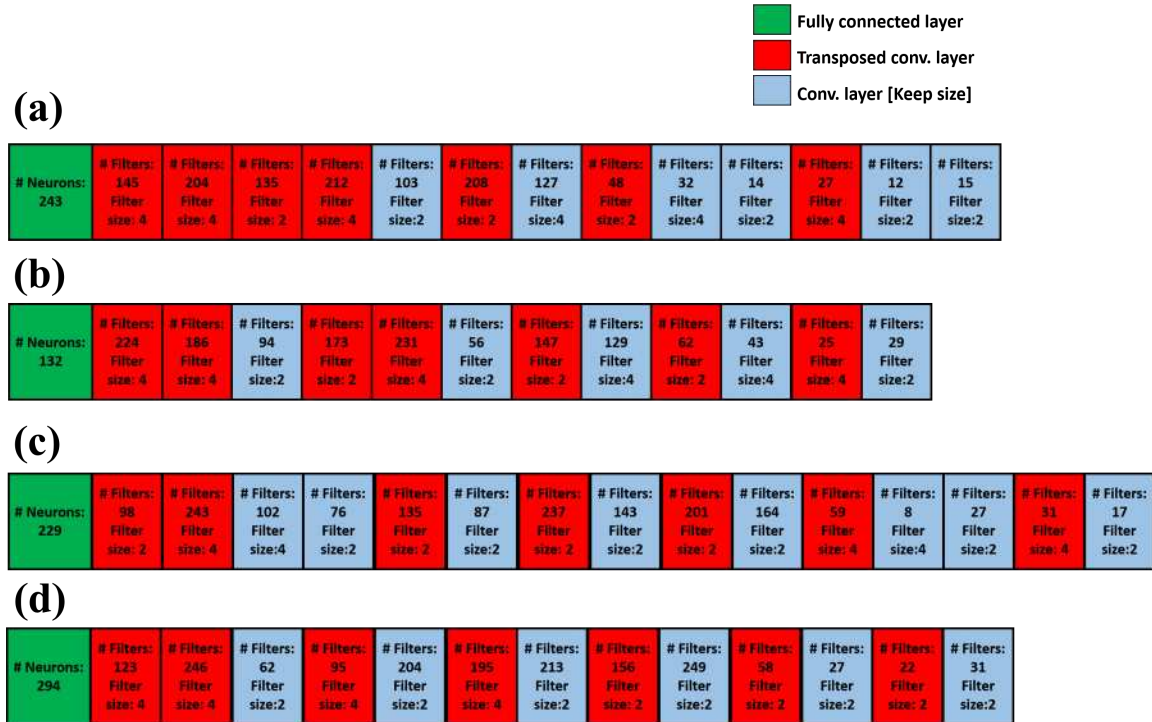 Fully connected layer
Transposed conv. layer
Conv. layer [Keep size]
(a)
# Neurons: # Filters: # Filters: # Filters: # Filters: # Filters: # Filters: # Filters: # Filters: # Filters: # Filters: # Filters: # Filters: # Filters:
243 145 204 135 212 103 208 127 48 32 14 27 12 15
Filter Filter Filter Filter Filter Filter Filter Filter Filter Filter Filter Filter Filter
size: 4 size: 4 size: 2 size: 4 size:2 size: 2 size:4 size: 2 size:4 size:2 size: 4 size:2 size:2
(b)
# Neurons: # Filters: # Filters: # Filters: # Filters: # Filters: # Filters: # Filters: # Filters: # Filters: # Filters: # Filters: # Filters:
132 224 186 94 173 231 56 147 129 62 43 25 29
Filter Filter Filter Filter Filter Filter Filter Filter Filter Filter Filter Filter
size: 4 size: 4 size:2 size: 2 size: 4 size:2 size: 2 size:4 size: 2 size:4 size: 4 size:2
(c)
# Neurons: # Filters: # Filters: # Filters: # Filters: # Filters: # Filters: # Filters: # Filters: # Filters: # Filters: # Filters: # Filters: # Filters: # Filters: # Filters:
229 98 243 102 76 135 87 237 143 201 164 59 8 27 31 17
Filter Filter Filter Filter Filter Filter Filter Filter Filter Filter Filter Filter Filter Filter Filter
size: 2 size: 4 size:4 size:2 size: 2 size:2 size: 2 size:2 size: 2 size:2 size: 4 size:4 size:2 size: 4 size:2
(d)
# Neurons: # Filters: # Filters: # Filters: # Filters: # Filters: # Filters: # Filters: # Filters: # Filters: # Filters: # Filters: # Filters: # Filters:
294 123 246 62 95 204 195 213 156 249 58 27 22 31
Filter Filter Filter Filter Filter Filter Filter Filter Filter Filter Filter Filter Filter
size: 4 size: 4 size:2 size: 4 size:2 size: 4 size:2 size: 2 size:2 size: 2 size:2 size: 2 size:2